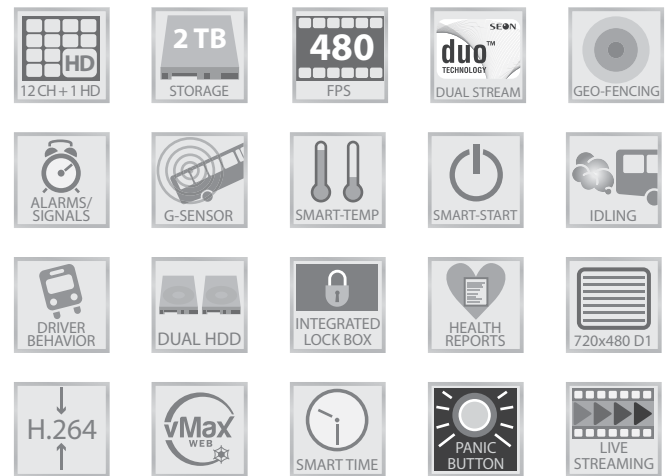 HD
12 CH + 1 HD
2 TB
STORAGE
480
FPS
SEON
duo™
TECHNOLOGY
DUAL STREAM
GEO-FENCING
ALARMS/
SIGNALS
G-SENSOR
SMART-TEMP
SMART-START
IDLING
DRIVER
BEHAVIOR
DUAL HDD
INTEGRATED
LOCK BOX
HEALTH
REPORTS
720x480 D1
H.264
vMax
WEB
SMART TIME
PANIC
BUTTON
LIVE
STREAMING